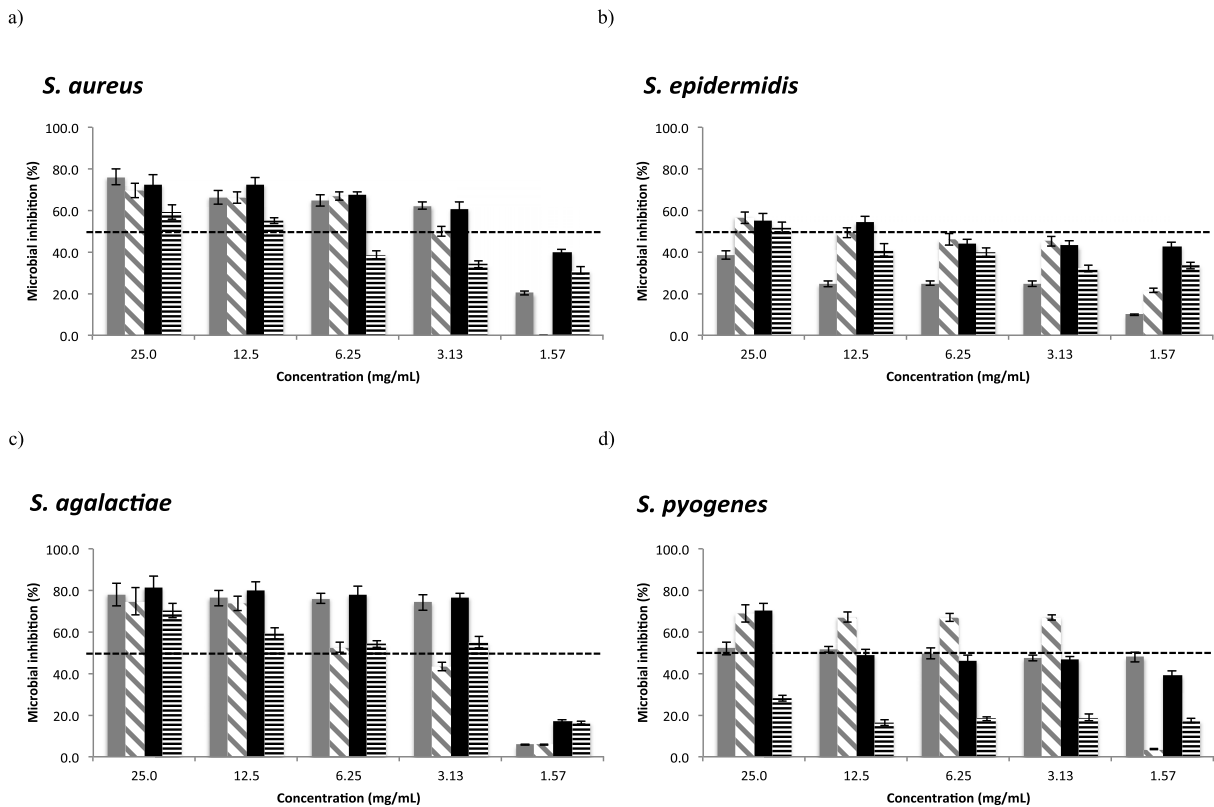 a)
S. aureus
Microbial inhibition (%)
100.0
80.0
60.0
40.0
20.0
0.0
25.0 12.5 6.25 3.13 1.57
Concentration (mg/mL)
b)
S. epidermidis
Microbial inhibition (%)
100.0
80.0
60.0
40.0
20.0
0.0
25.0 12.5 6.25 3.13 1.57
Concentration (mg/mL)
c)
S. agalactiae
Microbial inhibition (%)
100.0
80.0
60.0
40.0
20.0
0.0
25.0 12.5 6.25 3.13 1.57
Concentration (mg/mL)
d)
S. pyogenes
Microbial inhibition (%)
100.0
80.0
60.0
40.0
20.0
0.0
25.0 12.5 6.25 3.13 1.57
Concentration (mg/mL)